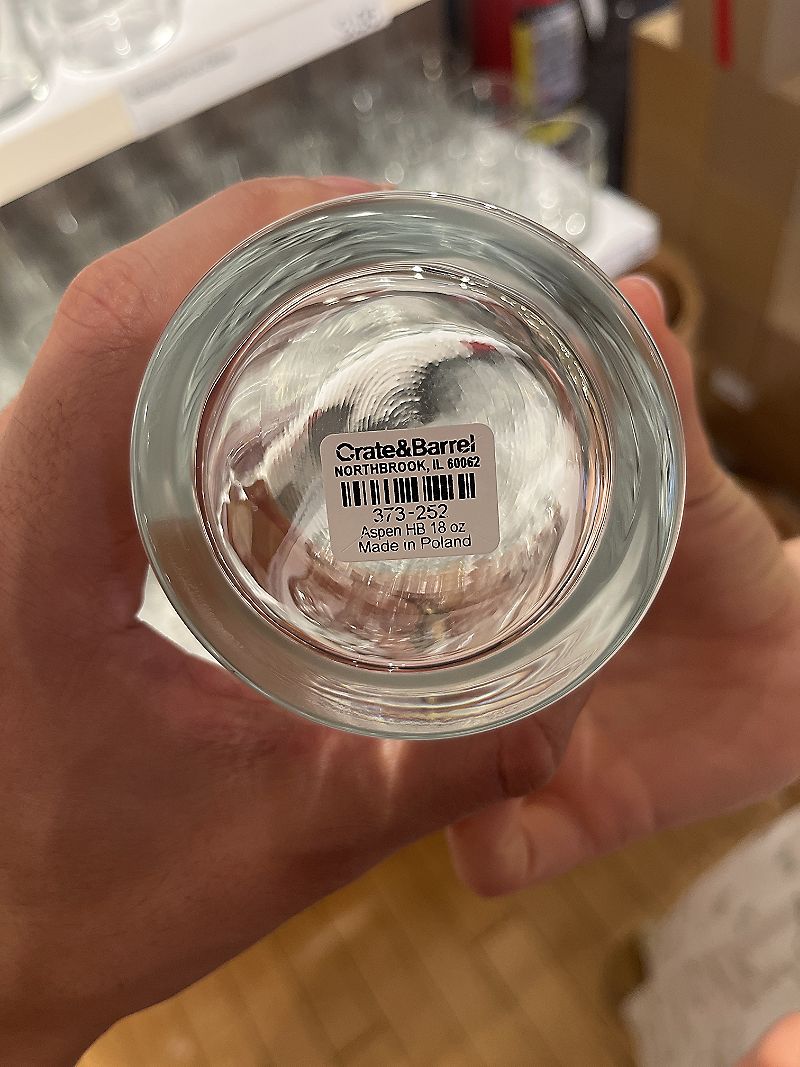 Crate&Barrel
NORTHBROOK, IL 60062
373-252
Aspen HB 18 oz
Made in Poland